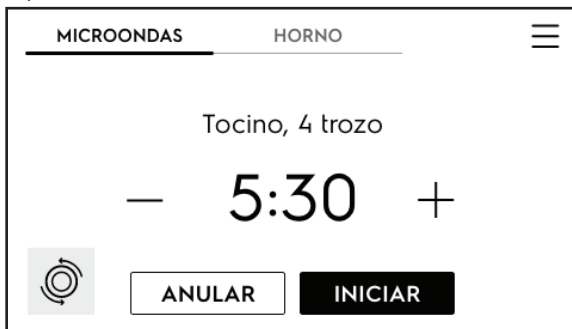 MICROONDAS HORNO
Tocino, 4 trozo
— 5:30 +
ANULAR INICIAR